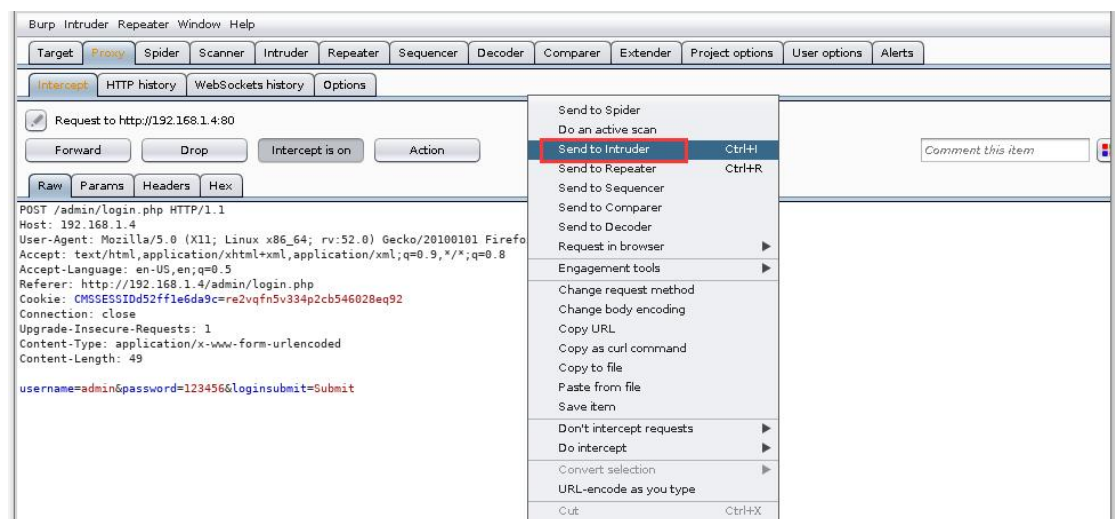 Burp Intruder Repeater Window Help
Target Proxy Spider Scanner Intruder Repeater Sequencer Decoder Comparer Extender Project options User options Alerts
Intercept HTTP history WebSockets history Options
Request to http://192.168.1.4:80
Forward Drop Intercept is on Action Comment this item
Raw Params Headers Hex
POST /admin/login.php HTTP/1.1
Host: 192.168.1.4
User-Agent: Mozilla/5.0 (X11; Linux x86_64; rv:52.0) Gecko/20100101 Firefo
Accept: text/html,application/xhtml+xml,application/xml;q=0.9,*/*;q=0.8
Accept-Language: en-US,en;q=0.5
Referer: http://192.168.1.4/admin/login.php
Cookie: CMSSESSIDd52ff1e6da9c=re2vqfn5v334p2cb546028eq92
Connection: close
Upgrade-Insecure-Requests: 1
Content-Type: application/x-www-form-urlencoded
Content-Length: 49
username=admin&password=123456&loginsubmit=Submit
Send to Spider
Do an active scan
Send to Intruder Ctrl+I
Send to Repeater Ctrl+R
Send to Sequencer
Send to Comparer
Send to Decoder
Request in browser
Engagement tools
Change request method
Change body encoding
Copy URL
Copy as curl command
Copy to file
Paste from file
Save item
Don't intercept requests
Do intercept
Convert selection
URL-encode as you type
Cut Ctrl+X